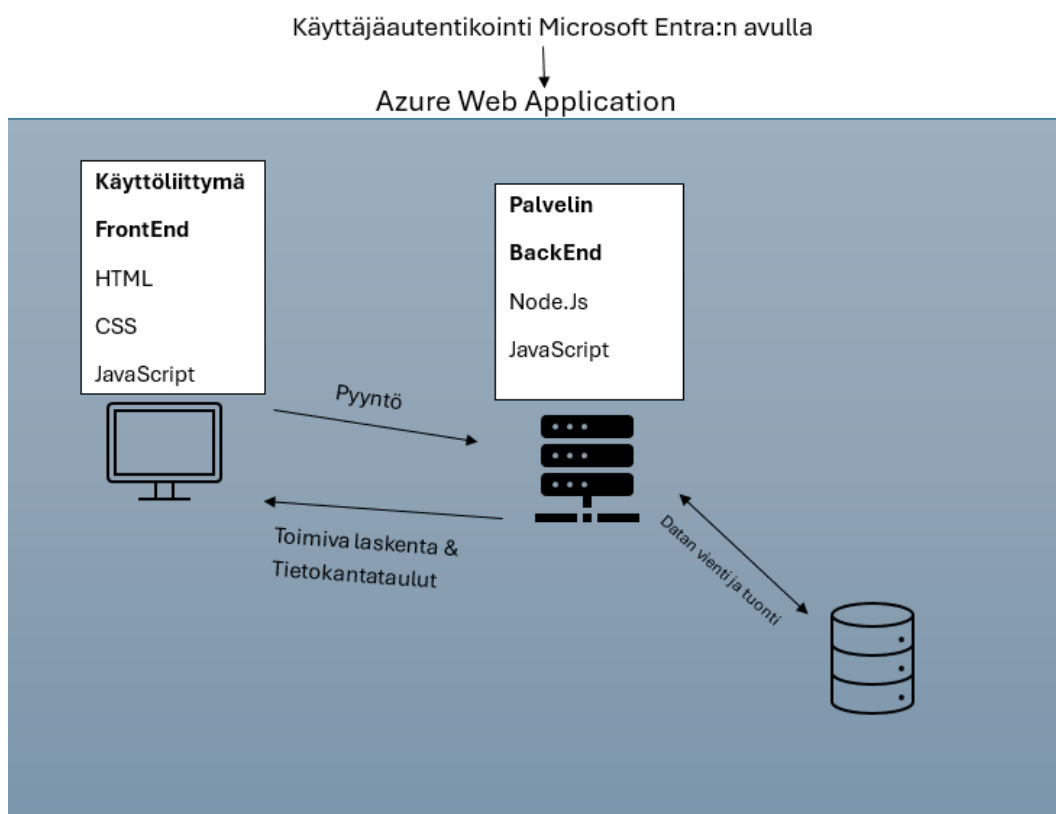 Käyttäjäautentikointi Microsoft Entra:n avulla
Azure Web Application
Käyttöliittymä
FrontEnd
HTML
CSS
JavaScript
Palvelin
BackEnd
Node.Js
JavaScript
Pyyntö
Toimiva laskenta &
Tietokantataulut
Datan vienti ja tuonti